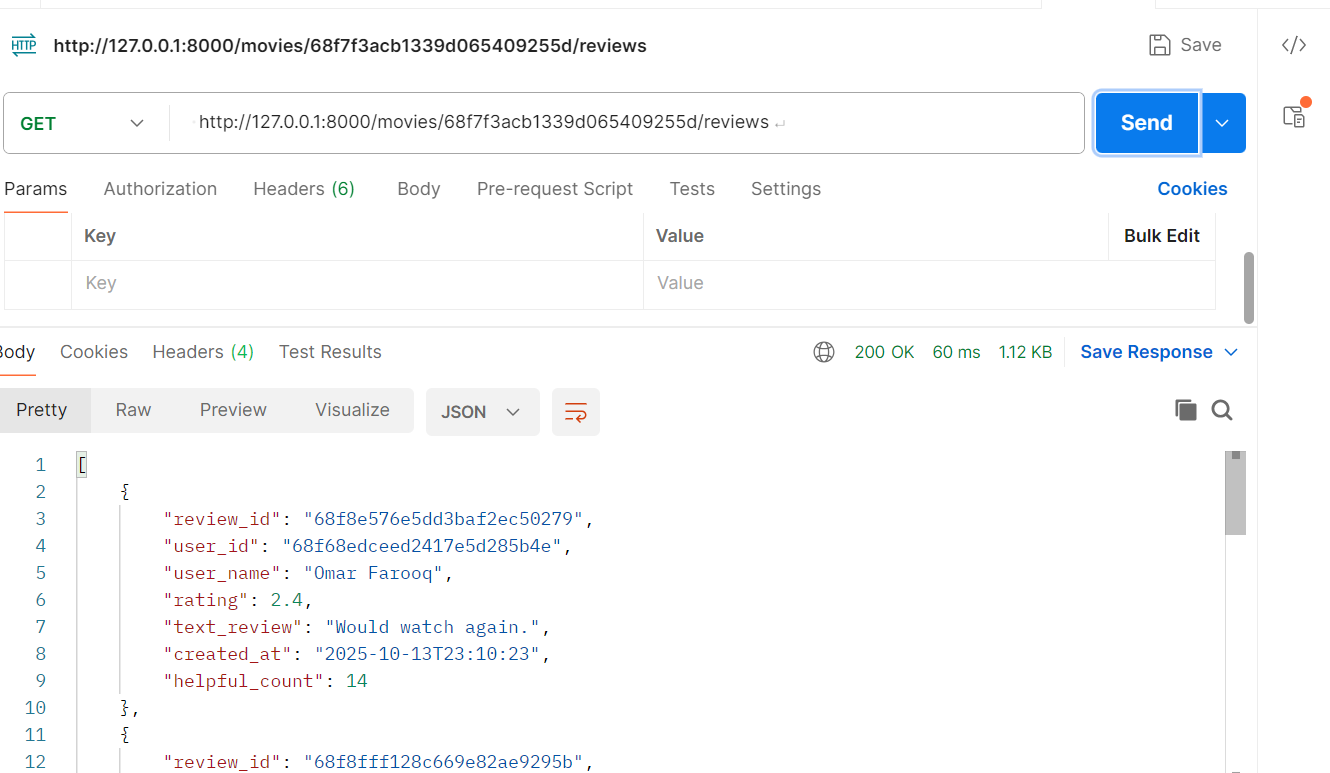 HTTP http://127.0.0.1:8000/movies/68f7f3acb1339d065409255d/reviews Save
GET http://127.0.0.1:8000/movies/68f7f3acb1339d065409255d/reviews Send
Params Authorization Headers (6) Body Pre-request Script Tests Settings Cookies
Key Value Bulk Edit
Key Value
Body Cookies Headers (4) Test Results 200 OK 60 ms 1.12 KB Save Response
Pretty Raw Preview Visualize JSON
1 [
2 {
3 "review_id": "68f8e576e5dd3baf2ec50279",
4 "user_id": "68f68edceed2417e5d285b4e",
5 "user_name": "Omar Farooq",
6 "rating": 2.4,
7 "text_review": "Would watch again.",
8 "created_at": "2025-10-13T23:10:23",
9 "helpful_count": 14
10 },
11 {
12 "review_id": "68f8fff128c669e82ae9295b",